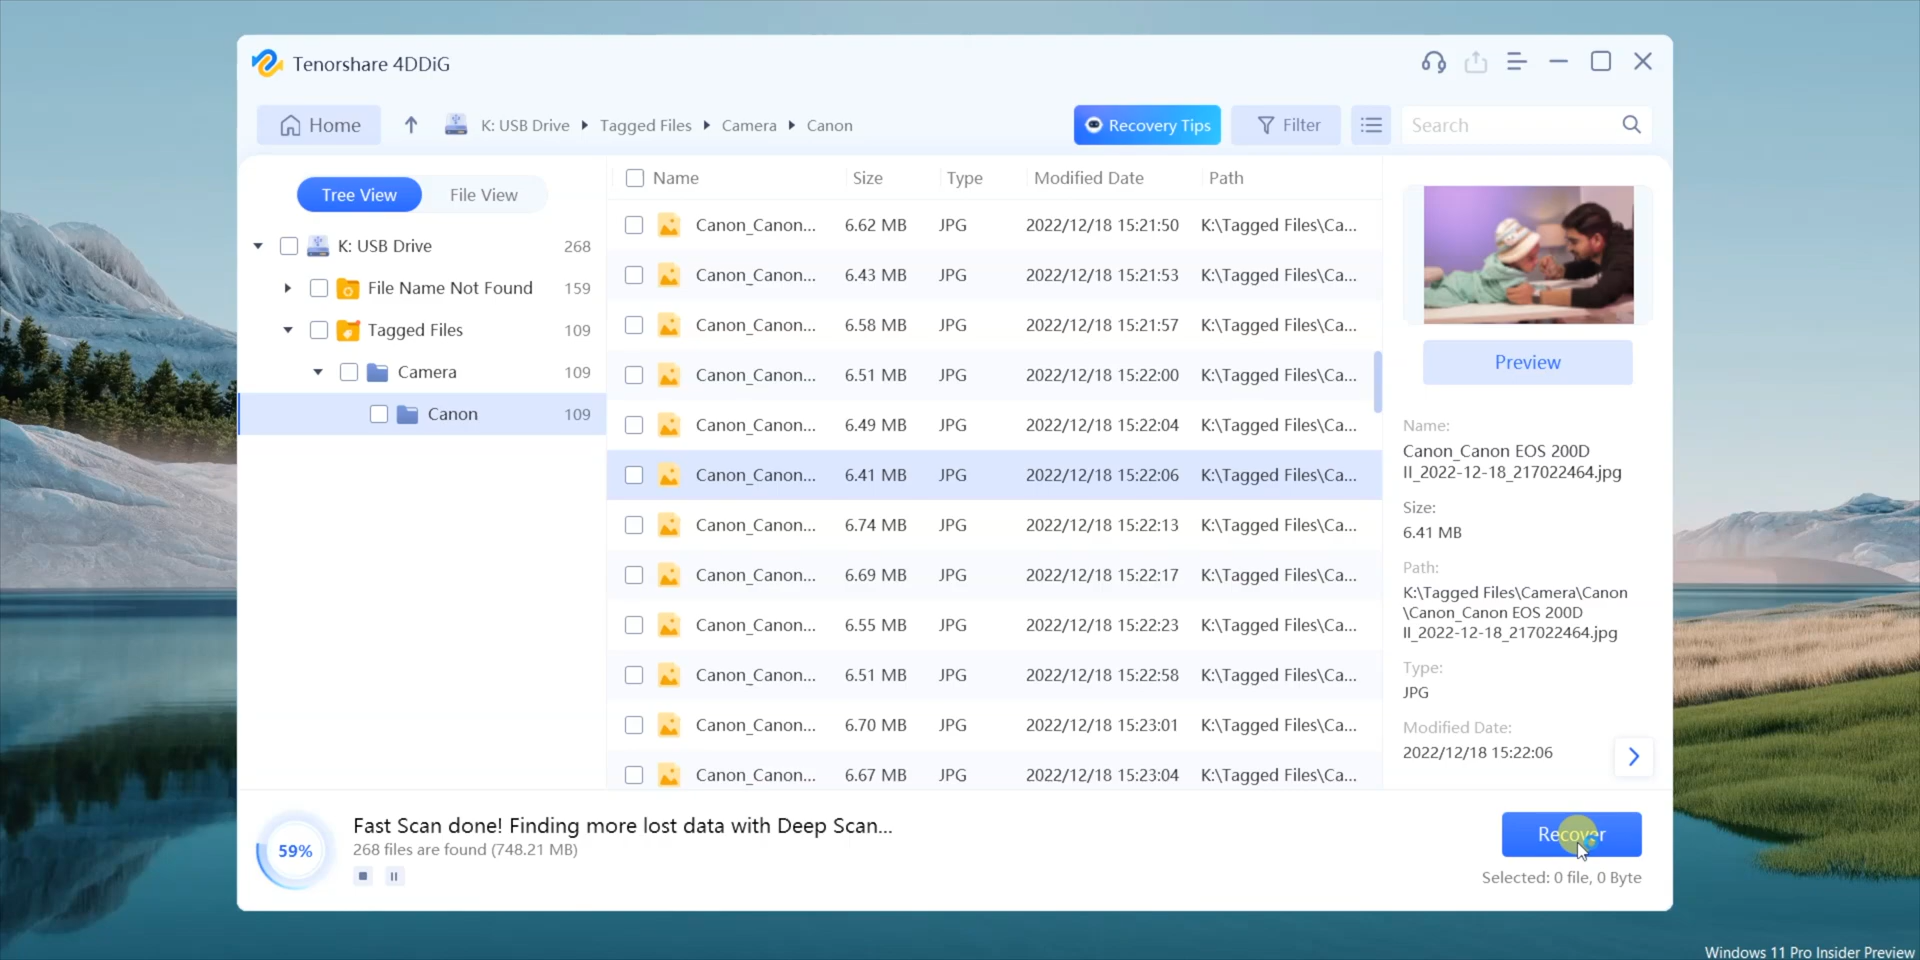 Tenorshare 4DDiG
Home
K: USB Drive
Tagged Files
Camera
Canon
Recovery Tips
Filter
Search
Tree View
File View
K: USB Drive 268
File Name Not Found 159
Tagged Files 109
Camera 109
Canon 109
Name Size Type Modified Date Path
Canon_Canon... 6.62 MB JPG 2022/12/18 15:21:50 K:\Tagged Files\Ca...
Canon_Canon... 6.43 MB JPG 2022/12/18 15:21:53 K:\Tagged Files\Ca...
Canon_Canon... 6.58 MB JPG 2022/12/18 15:21:57 K:\Tagged Files\Ca...
Canon_Canon... 6.51 MB JPG 2022/12/18 15:22:00 K:\Tagged Files\Ca...
Canon_Canon... 6.49 MB JPG 2022/12/18 15:22:04 K:\Tagged Files\Ca...
Canon_Canon... 6.41 MB JPG 2022/12/18 15:22:06 K:\Tagged Files\Ca...
Canon_Canon... 6.74 MB JPG 2022/12/18 15:22:13 K:\Tagged Files\Ca...
Canon_Canon... 6.69 MB JPG 2022/12/18 15:22:17 K:\Tagged Files\Ca...
Canon_Canon... 6.55 MB JPG 2022/12/18 15:22:23 K:\Tagged Files\Ca...
Canon_Canon... 6.51 MB JPG 2022/12/18 15:22:58 K:\Tagged Files\Ca...
Canon_Canon... 6.70 MB JPG 2022/12/18 15:23:01 K:\Tagged Files\Ca...
Canon_Canon... 6.67 MB JPG 2022/12/18 15:23:04 K:\Tagged Files\Ca...
Preview
Name:
Canon_Canon EOS 200D
II_2022-12-18_217022464.jpg
Size:
6.41 MB
Path:
K:\Tagged Files\Camera\Canon
\Canon_Canon EOS 200D
II_2022-12-18_217022464.jpg
Type:
JPG
Modified Date:
2022/12/18 15:22:06
59%
Fast Scan done! Finding more lost data with Deep Scan...
268 files are found (748.21 MB)
Recover
Selected: 0 file, 0 Byte
Windows 11 Pro Insider Preview